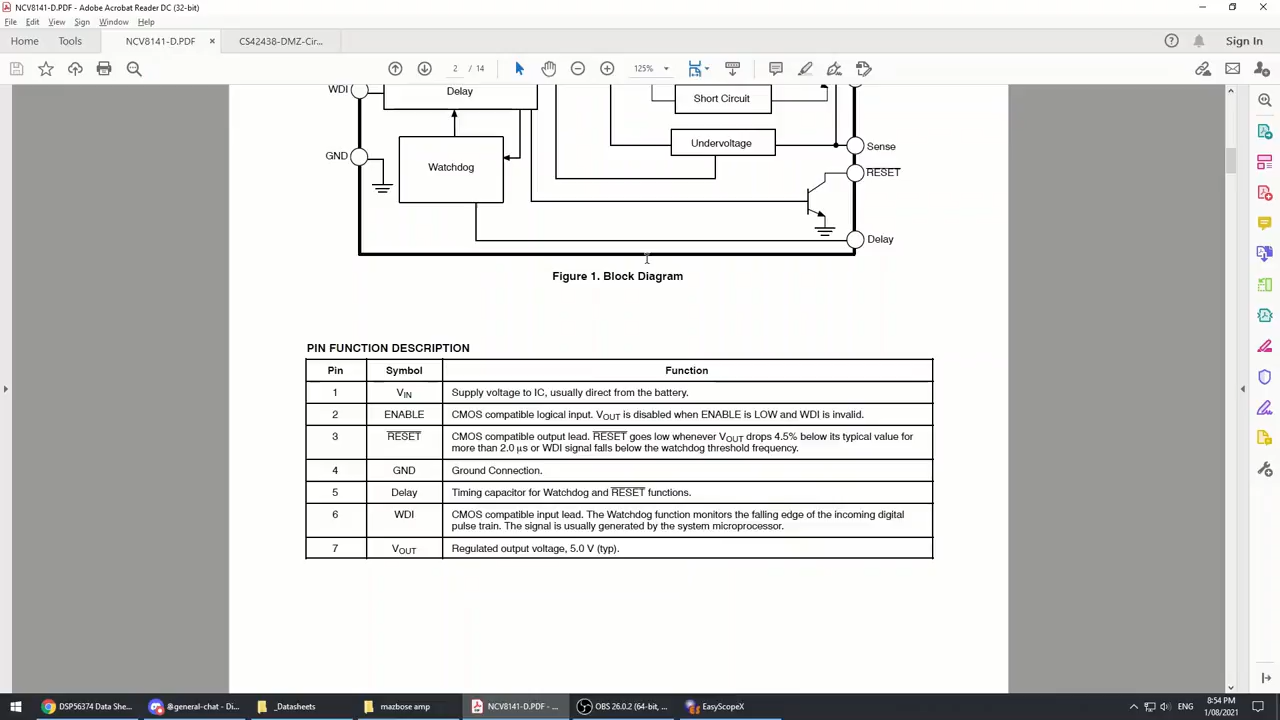 NCV8141-D.PDF - Adobe Acrobat Reader DC (32-bit)
File Edit View Sign Window Help
Home Tools NCV8141-D.PDF × CS42438-DMZ-Cir... Sign In
2 / 14 125%
WDI Delay Short Circuit
Undervoltage Sense
GND Watchdog
RESET
Delay
Figure 1. Block Diagram
PIN FUNCTION DESCRIPTION
Pin Symbol Function
1 VIN Supply voltage to IC, usually direct from the battery.
2 ENABLE CMOS compatible logical input. VOUT is disabled when ENABLE is LOW and WDI is invalid.
3 RESET CMOS compatible output lead. RESET goes low whenever VOUT drops 4.5% below its typical value for
more than 2.0 μs or WDI signal falls below the watchdog threshold frequency.
4 GND Ground Connection.
5 Delay Timing capacitor for Watchdog and RESET functions.
6 WDI CMOS compatible input lead. The Watchdog function monitors the falling edge of the incoming digital
pulse train. The signal is usually generated by the system microprocessor.
7 VOUT Regulated output voltage, 5.0 V (typ).
DSP56374 Data She... #general-chat - Di... _Datasheets mazbose amp NCV8141-D.PDF - ... OBS 26.0.2 (64-bit, ... EasyScopeX ENG 8:54 PM
1/08/2021